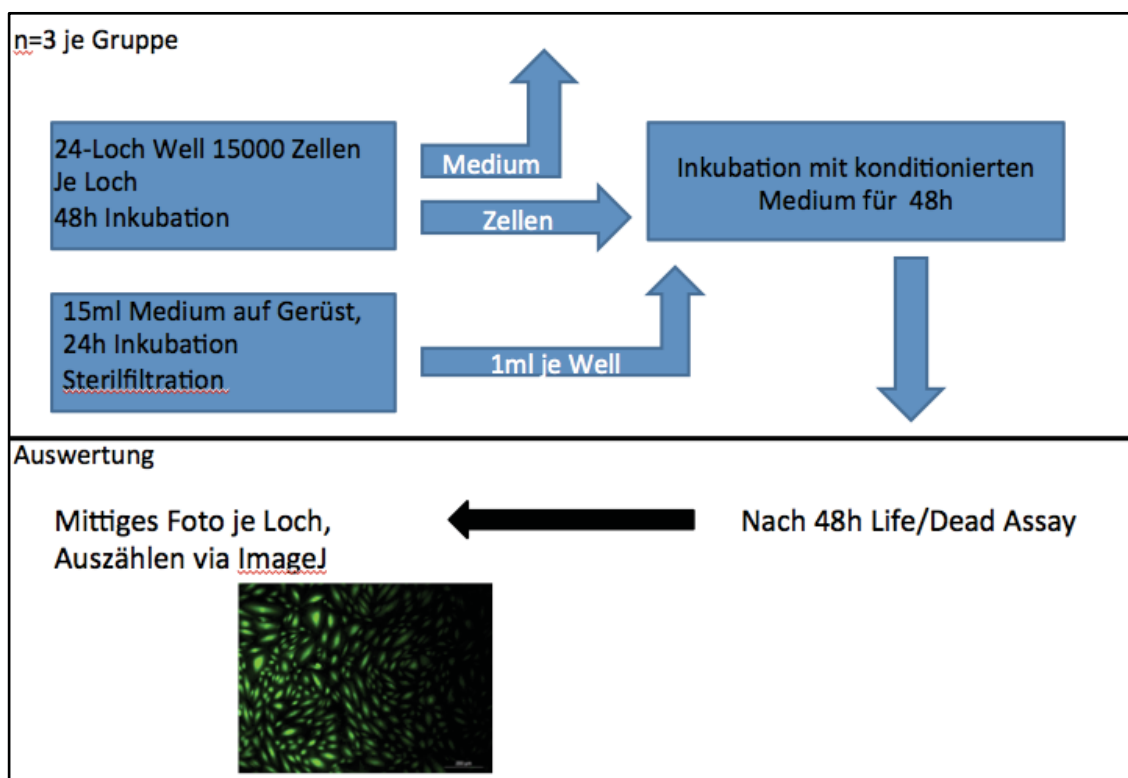 n=3 je Gruppe
24-Loch Well 15000 Zellen
Je Loch
48h Inkubation
Medium
Zellen
Inkubation mit konditionierten
Medium für 48h
15ml Medium auf Gerüst,
24h Inkubation
Sterilfiltration
1ml je Well
Auswertung
Mittiges Foto je Loch,
Auszählen via ImageJ
Nach 48h Life/Dead Assay